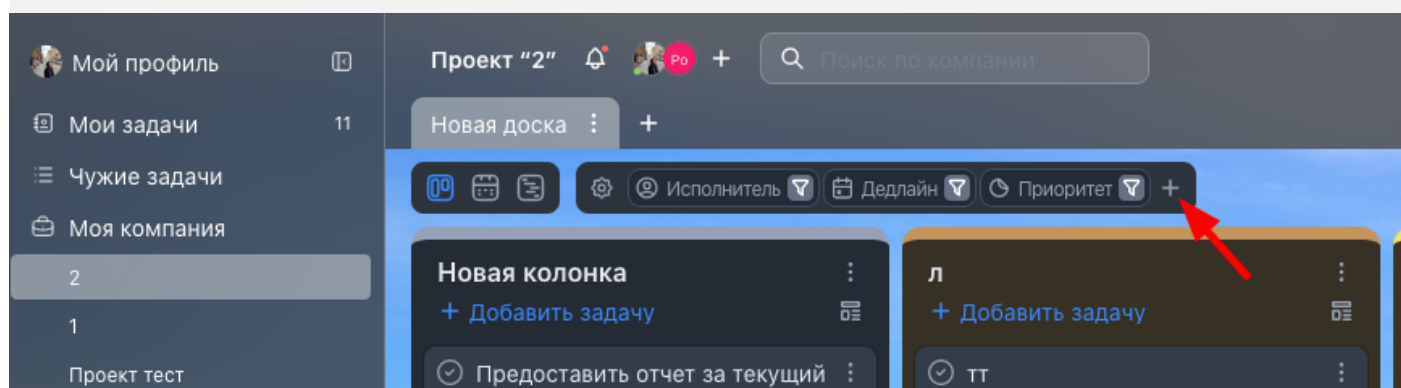 Мой профиль
Проект “2”
Po
Поиск по компании
Мои задачи 11
Новая доска
Чужие задачи
Исполнитель
Дедлайн
Приоритет
Моя компания
2
1
Проект тест
Новая колонка
+ Добавить задачу
Предоставить отчет за текущий
л
+ Добавить задачу
тт